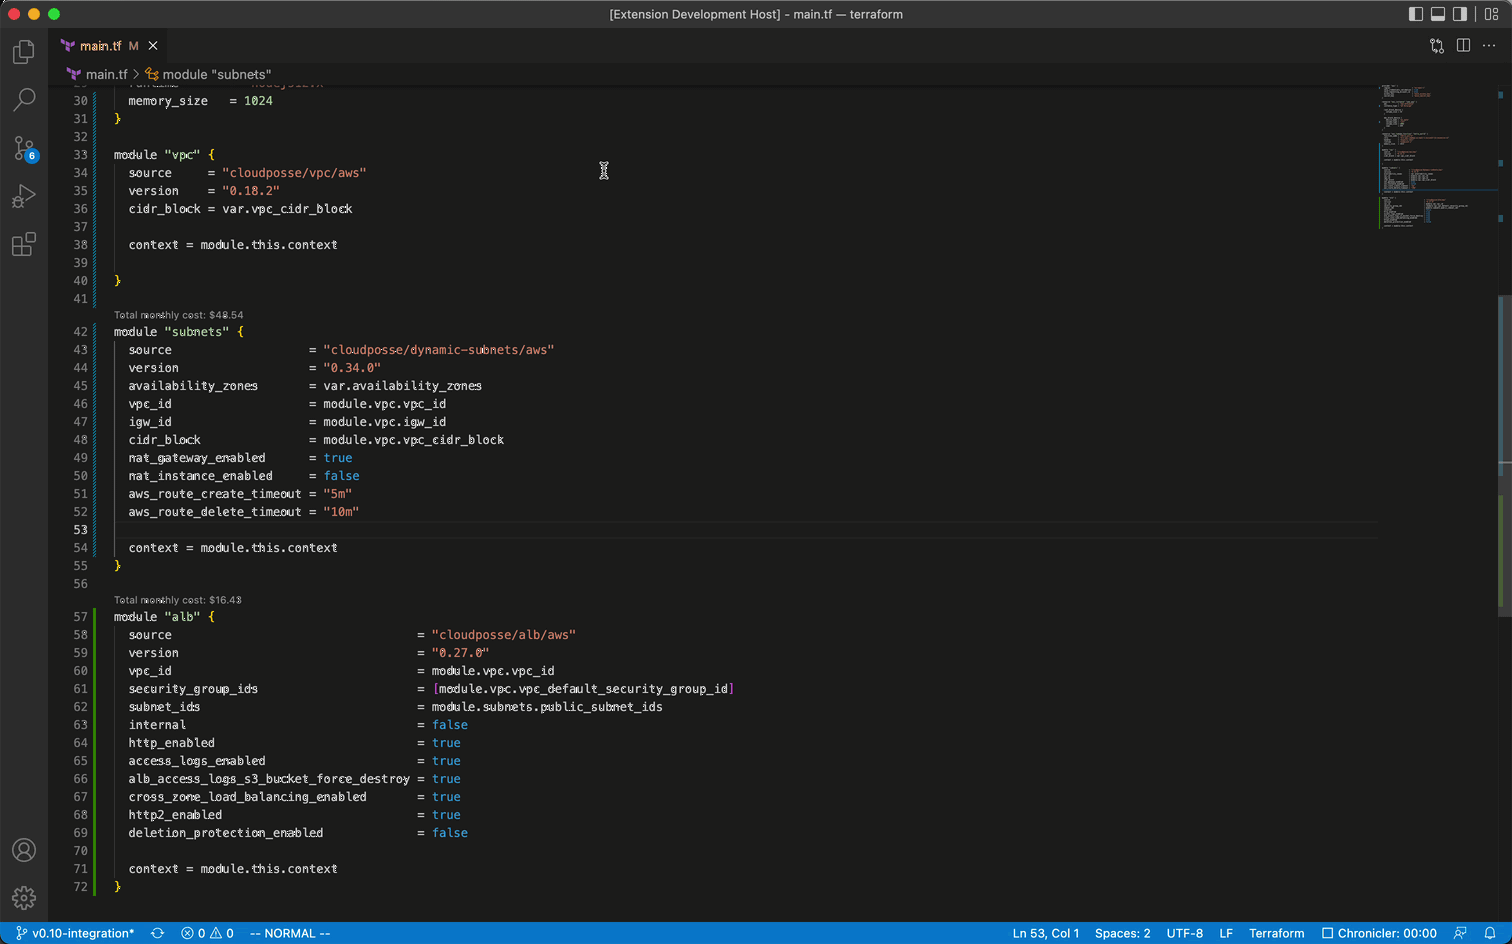 [Extension Development Host] - main.tf — terraform
main.tf M
main.tf > module "subnets"
30 memory_size = 1024
31 }
32
33 module "vpc" {
34 source = "cloudposse/vpc/aws"
35 version = "0.18.2"
36 cidr_block = var.vpc_cidr_block
37
38 context = module.this.context
39
40 }
41
Total monthly cost: $48.54
42 module "subnets" {
43 source = "cloudposse/dynamic-subnets/aws"
44 version = "0.34.0"
45 availability_zones = var.availability_zones
46 vpc_id = module.vpc.vpc_id
47 igw_id = module.vpc.igw_id
48 cidr_block = module.vpc.vpc_cidr_block
49 nat_gateway_enabled = true
50 nat_instance_enabled = false
51 aws_route_create_timeout = "5m"
52 aws_route_delete_timeout = "10m"
53
54 context = module.this.context
55 }
56
Total monthly cost: $16.43
57 module "alb" {
58 source = "cloudposse/alb/aws"
59 version = "0.27.0"
60 vpc_id = module.vpc.vpc_id
61 security_group_ids = [module.vpc.vpc_default_security_group_id]
62 subnet_ids = module.subnets.public_subnet_ids
63 internal = false
64 http_enabled = true
65 access_logs_enabled = true
66 alb_access_logs_s3_bucket_force_destroy = true
67 cross_zone_load_balancing_enabled = true
68 http2_enabled = true
69 deletion_protection_enabled = false
70
71 context = module.this.context
72 }
6
v0.10-integration* 0 0 -- NORMAL -- Ln 53, Col 1 Spaces: 2 UTF-8 LF Terraform Chronicler: 00:00